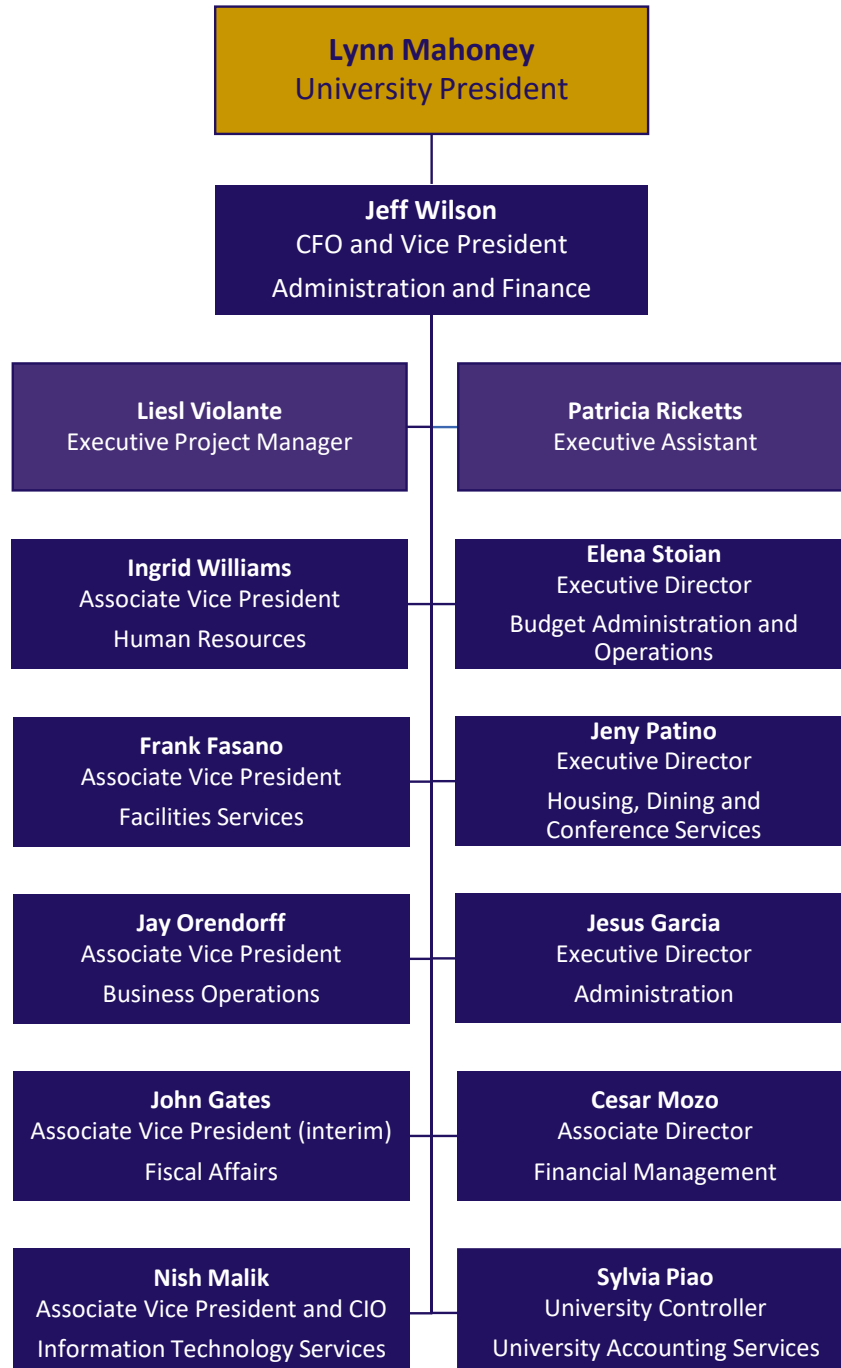 Lynn Mahoney
University President
Jeff Wilson
CFO and Vice President
Administration and Finance
Liesl Violante
Executive Project Manager
Patricia Ricketts
Executive Assistant
Ingrid Williams
Associate Vice President
Human Resources
Elena Stoian
Executive Director
Budget Administration and
Operations
Frank Fasano
Associate Vice President
Facilities Services
Jeny Patino
Executive Director
Housing, Dining and
Conference Services
Jay Orendorff
Associate Vice President
Business Operations
Jesus Garcia
Executive Director
Administration
John Gates
Associate Vice President (interim)
Fiscal Affairs
Cesar Mozo
Associate Director
Financial Management
Nish Malik
Associate Vice President and CIO
Information Technology Services
Sylvia Piao
University Controller
University Accounting Services